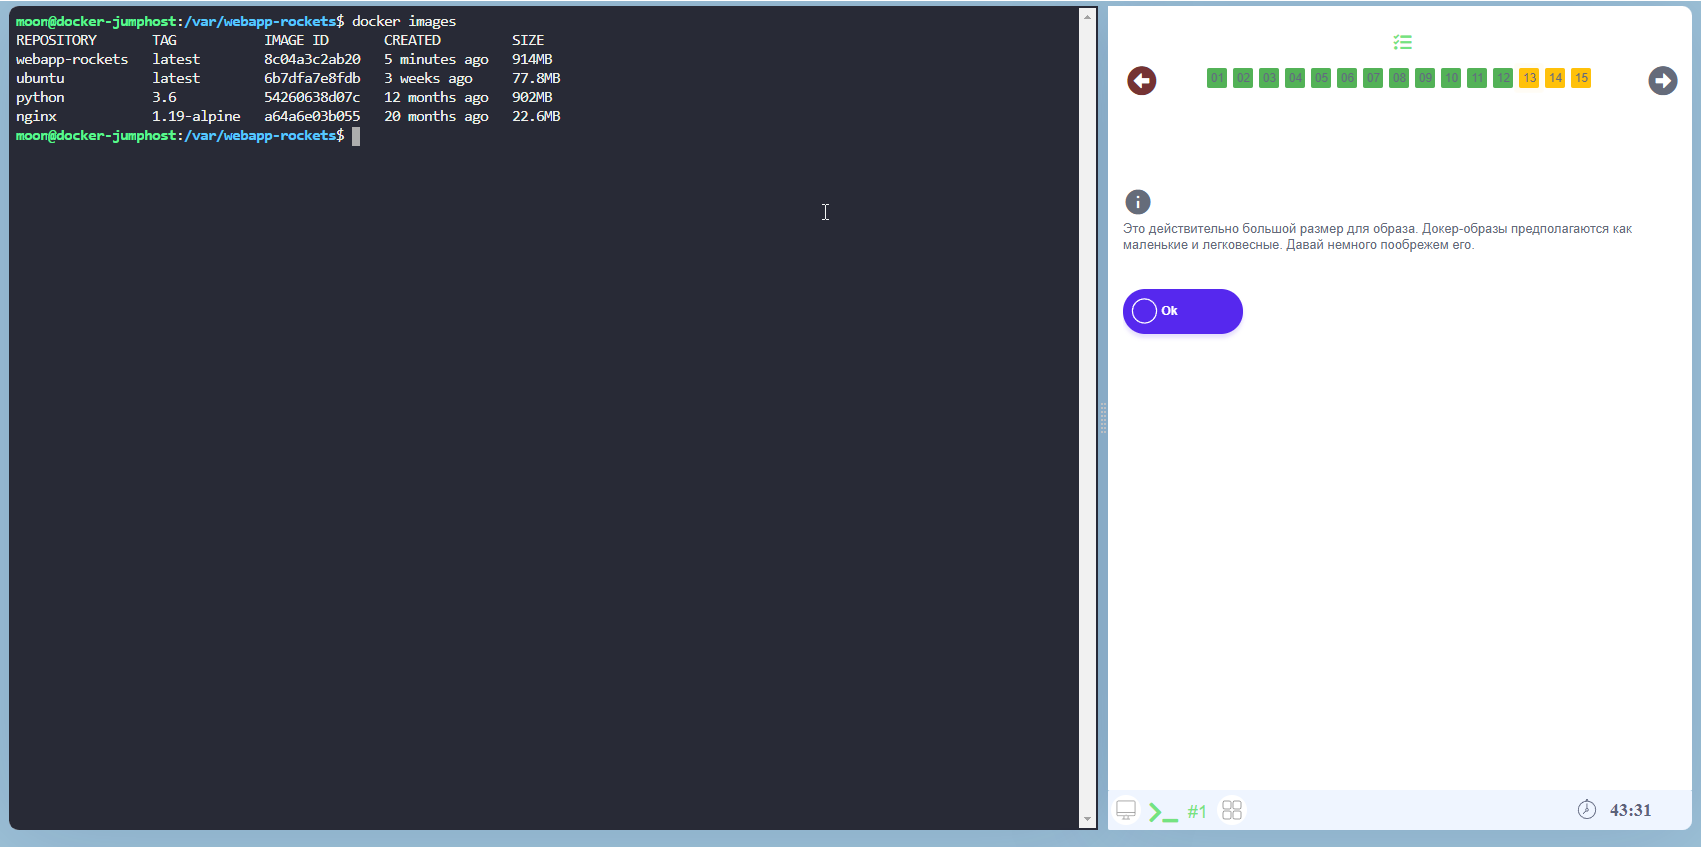 moon@docker-jumphost:/var/webapp-rockets$ docker images
REPOSITORY TAG IMAGE ID CREATED SIZE
webapp-rockets latest 8c04a3c2ab20 5 minutes ago 914MB
ubuntu latest 6b7dfa7e8fdb 3 weeks ago 77.8MB
python 3.6 54260638d07c 12 months ago 902MB
nginx 1.19-alpine a64a6e03b055 20 months ago 22.6MB
moon@docker-jumphost:/var/webapp-rockets$
01 02 03 04 05 06 07 08 09 10 11 12 13 14 15
Это действительно большой размер для образа. Докер-образы предполагаются как
маленькие и легковесные. Давай немного пообрежем его.
Ok
#1
43:31